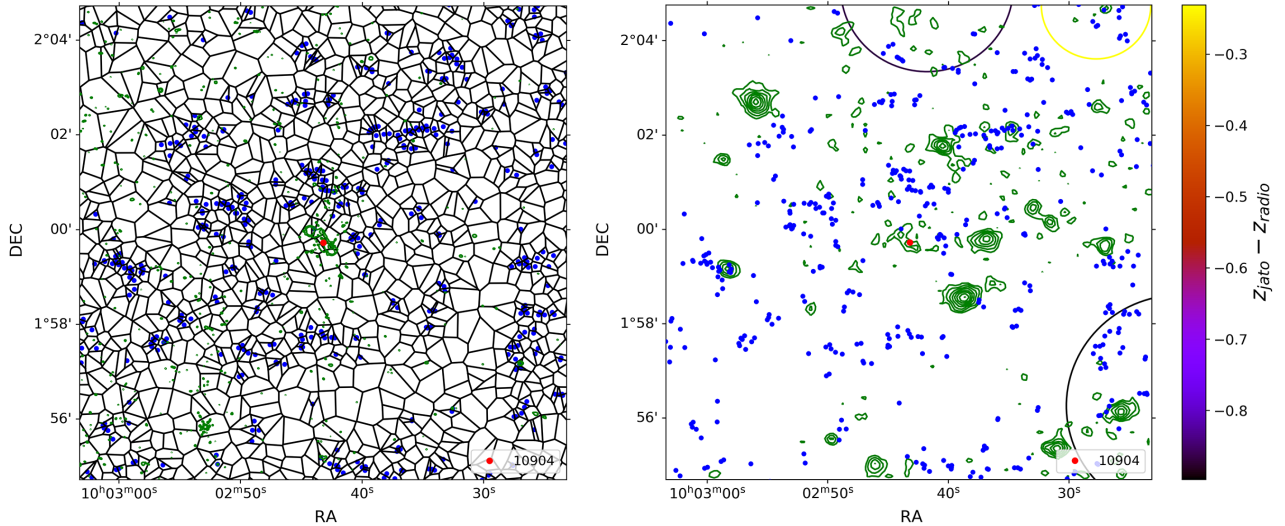 2°04'
02'
00'
1°58'
56'
DEC
10904
10ʰ03ᵐ00ˢ
02ᵐ50ˢ
40ˢ
30ˢ
RA
2°04'
02'
00'
1°58'
56'
DEC
10904
10ʰ03ᵐ00ˢ
02ᵐ50ˢ
40ˢ
30ˢ
RA
−0.3
−0.4
−0.5
−0.6
−0.7
−0.8
z_jato − z_radio